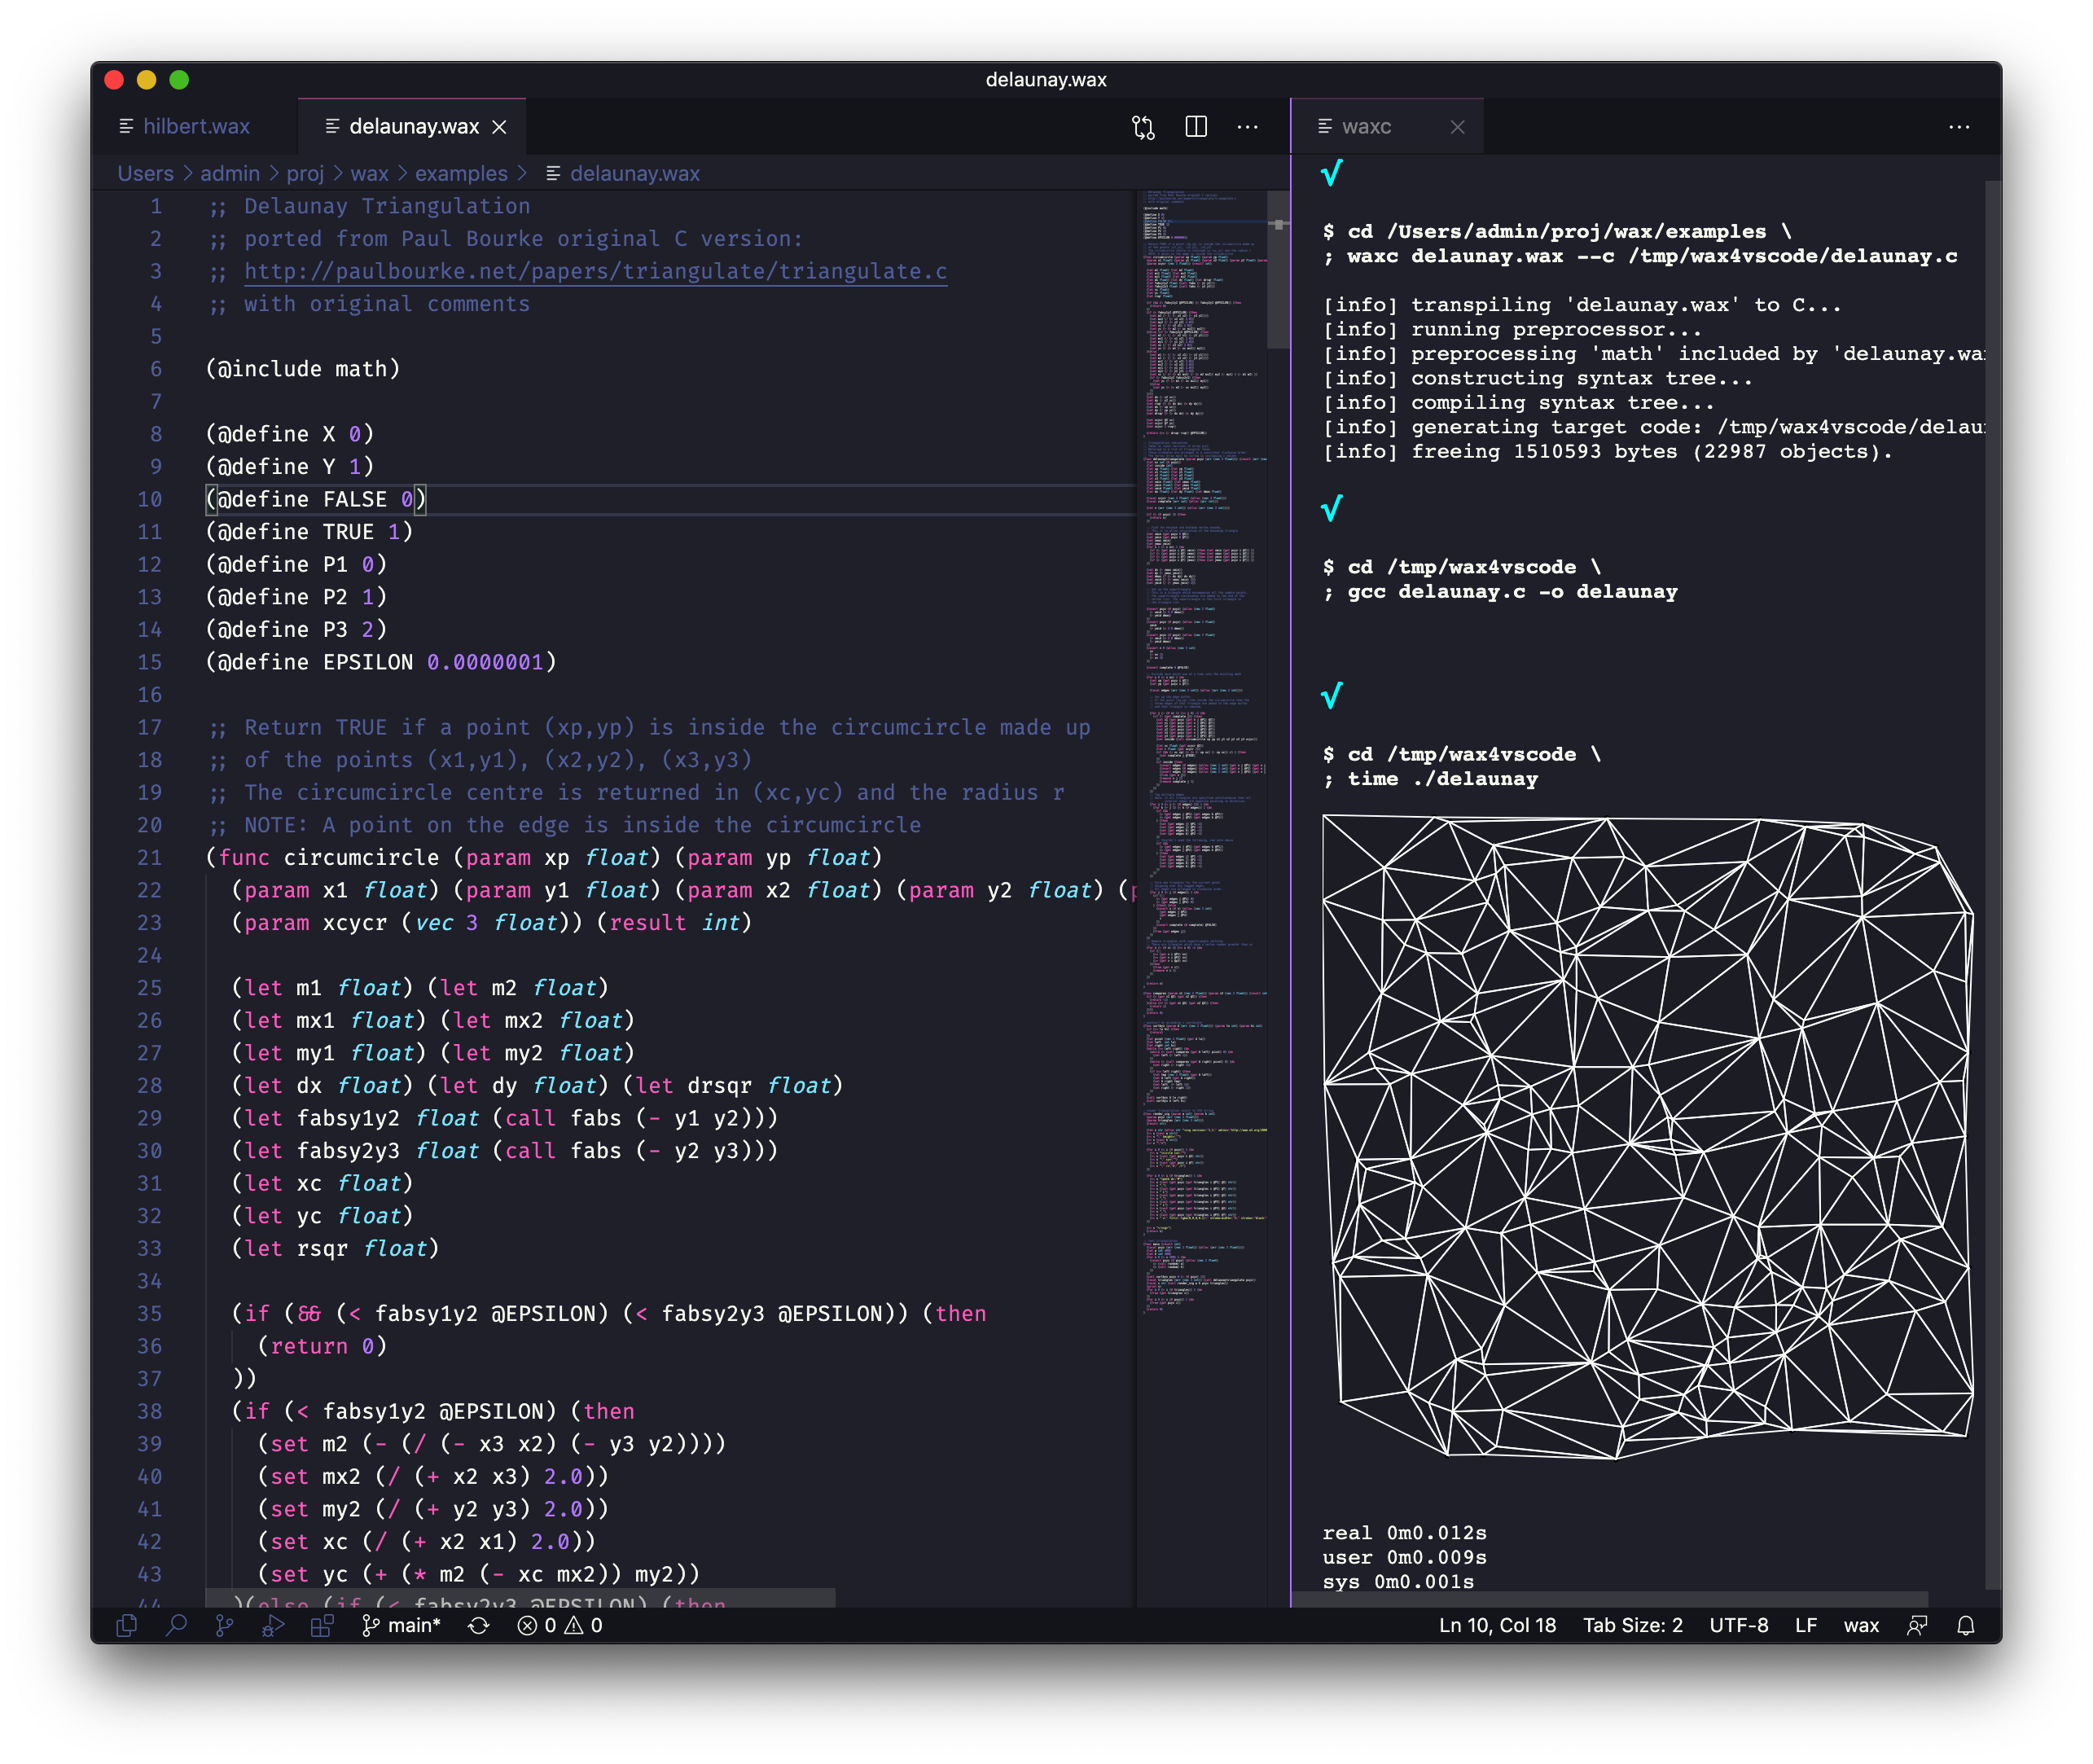 delaunay.wax
hilbert.wax
delaunay.wax
Users > admin > proj > wax > examples > delaunay.wax
1 ;; Delaunay Triangulation
2 ;; ported from Paul Bourke original C version:
3 ;; http://paulbourke.net/papers/triangulate/triangulate.c
4 ;; with original comments
5
6 (@include math)
7
8 (@define X 0)
9 (@define Y 1)
10 (@define FALSE 0)
11 (@define TRUE 1)
12 (@define P1 0)
13 (@define P2 1)
14 (@define P3 2)
15 (@define EPSILON 0.0000001)
16
17 ;; Return TRUE if a point (xp,yp) is inside the circumcircle made up
18 ;; of the points (x1,y1), (x2,y2), (x3,y3)
19 ;; The circumcircle centre is returned in (xc,yc) and the radius r
20 ;; NOTE: A point on the edge is inside the circumcircle
21 (func circumcircle (param xp float) (param yp float)
22 (param x1 float) (param y1 float) (param x2 float) (param y2 float) (p
23 (param xcycr (vec 3 float)) (result int)
24
25 (let m1 float) (let m2 float)
26 (let mx1 float) (let mx2 float)
27 (let my1 float) (let my2 float)
28 (let dx float) (let dy float) (let drsqr float)
29 (let fabsy1y2 float (call fabs (- y1 y2)))
30 (let fabsy2y3 float (call fabs (- y2 y3)))
31 (let xc float)
32 (let yc float)
33 (let rsqr float)
34
35 (if (&& (< fabsy1y2 @EPSILON) (< fabsy2y3 @EPSILON)) (then
36 (return 0)
37 ))
38 (if (< fabsy1y2 @EPSILON) (then
39 (set m2 (- (/ (- x3 x2) (- y3 y2))))
40 (set mx2 (/ (+ x2 x3) 2.0))
41 (set my2 (/ (+ y2 y3) 2.0))
42 (set xc (/ (+ x2 x1) 2.0))
43 (set yc (+ (* m2 (- xc mx2)) my2))
44 )(else (if (< fabsy2y3 @EPSILON) (then
waxc
√
$ cd /Users/admin/proj/wax/examples \
; waxc delaunay.wax --c /tmp/wax4vscode/delaunay.c
[info] transpiling 'delaunay.wax' to C...
[info] running preprocessor...
[info] preprocessing 'math' included by 'delaunay.wa
[info] constructing syntax tree...
[info] compiling syntax tree...
[info] generating target code: /tmp/wax4vscode/delau
[info] freeing 1510593 bytes (22987 objects).
√
$ cd /tmp/wax4vscode \
; gcc delaunay.c -o delaunay
√
$ cd /tmp/wax4vscode \
; time ./delaunay
real 0m0.012s
user 0m0.009s
sys 0m0.001s
main* 0 0 Ln 10, Col 18 Tab Size: 2 UTF-8 LF wax